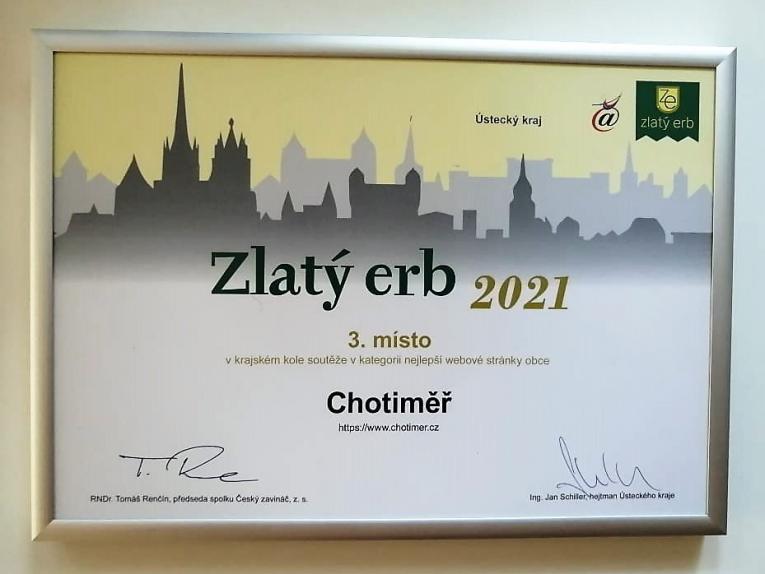 Ústecký kraj
Ze
zlatý erb
Zlatý erb 2021
3. místo
v krajském kole soutěže v kategorii nejlepší webové stránky obce
Chotiměř
https://www.chotimer.cz
RNDr. Tomáš Renčín, předseda spolku Český zavináč, z. s.
Ing. Jan Schiller, hejtman Ústeckého kraje